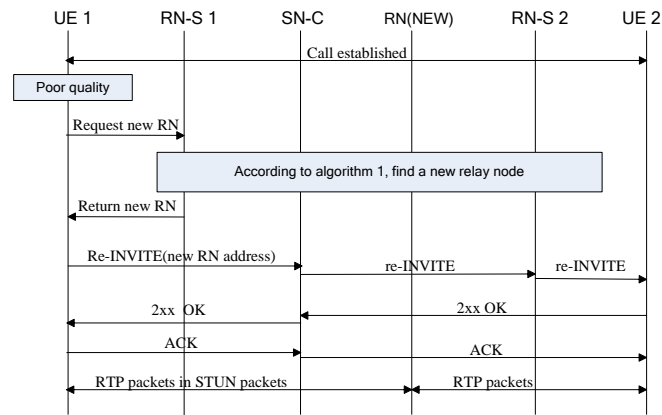 UE 1 RN-S 1 SN-C RN(NEW) RN-S 2 UE 2
Call established
Poor quality
Request new RN
According to algorithm 1, find a new relay node
Return new RN
Re-INVITE(new RN address)
re-INVITE
re-INVITE
2xx OK
2xx OK
ACK
ACK
RTP packets in STUN packets
RTP packets